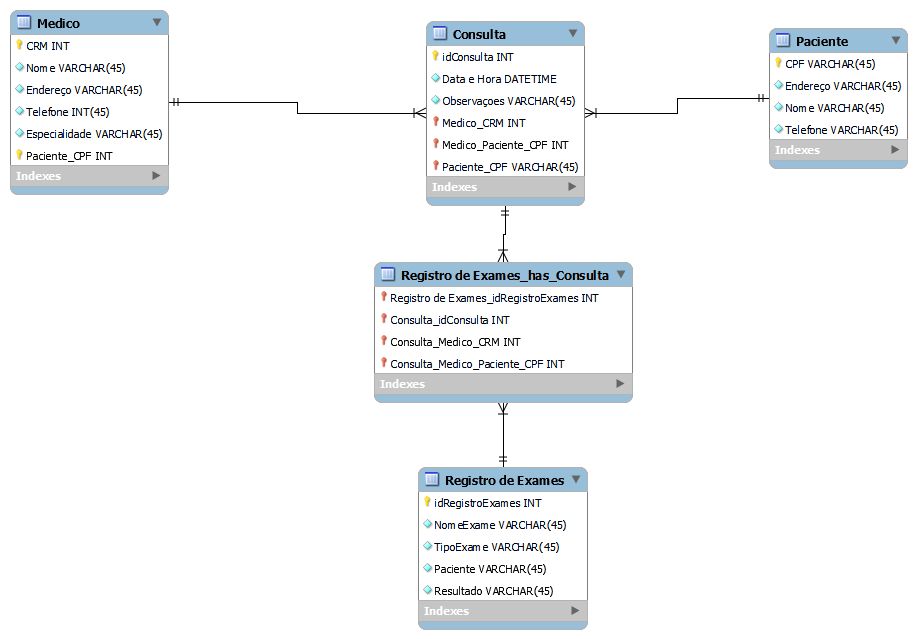 Medico
CRM INT
Nome VARCHAR(45)
Endereço VARCHAR(45)
Telefone INT(45)
Especialidade VARCHAR(45)
Paciente_CPF INT
Indexes
Consulta
idConsulta INT
Data e Hora DATETIME
Observaçoes VARCHAR(45)
Medico_CRM INT
Medico_Paciente_CPF INT
Paciente_CPF VARCHAR(45)
Indexes
Paciente
CPF VARCHAR(45)
Endereço VARCHAR(45)
Nome VARCHAR(45)
Telefone VARCHAR(45)
Indexes
Registro de Exames_has_Consulta
Registro de Exames_idRegistroExames INT
Consulta_idConsulta INT
Consulta_Medico_CRM INT
Consulta_Medico_Paciente_CPF INT
Indexes
Registro de Exames
idRegistroExames INT
NomeExame VARCHAR(45)
TipoExame VARCHAR(45)
Paciente VARCHAR(45)
Resultado VARCHAR(45)
Indexes